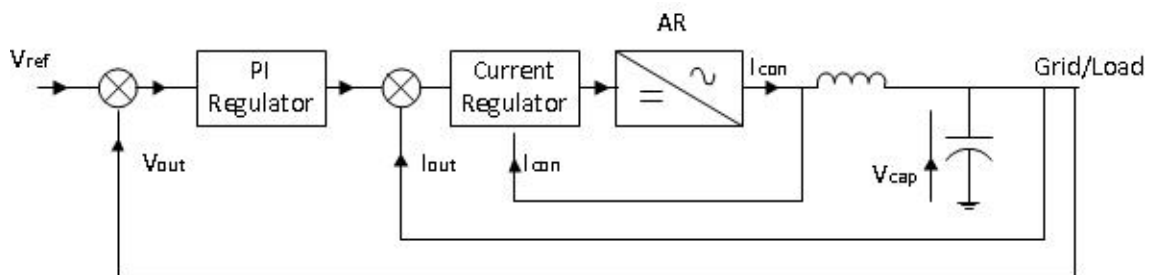 AR
Vref
PI
Regulator
Current
Regulator
Icon
Grid/Load
Vout
Iout
Icon
Vcap